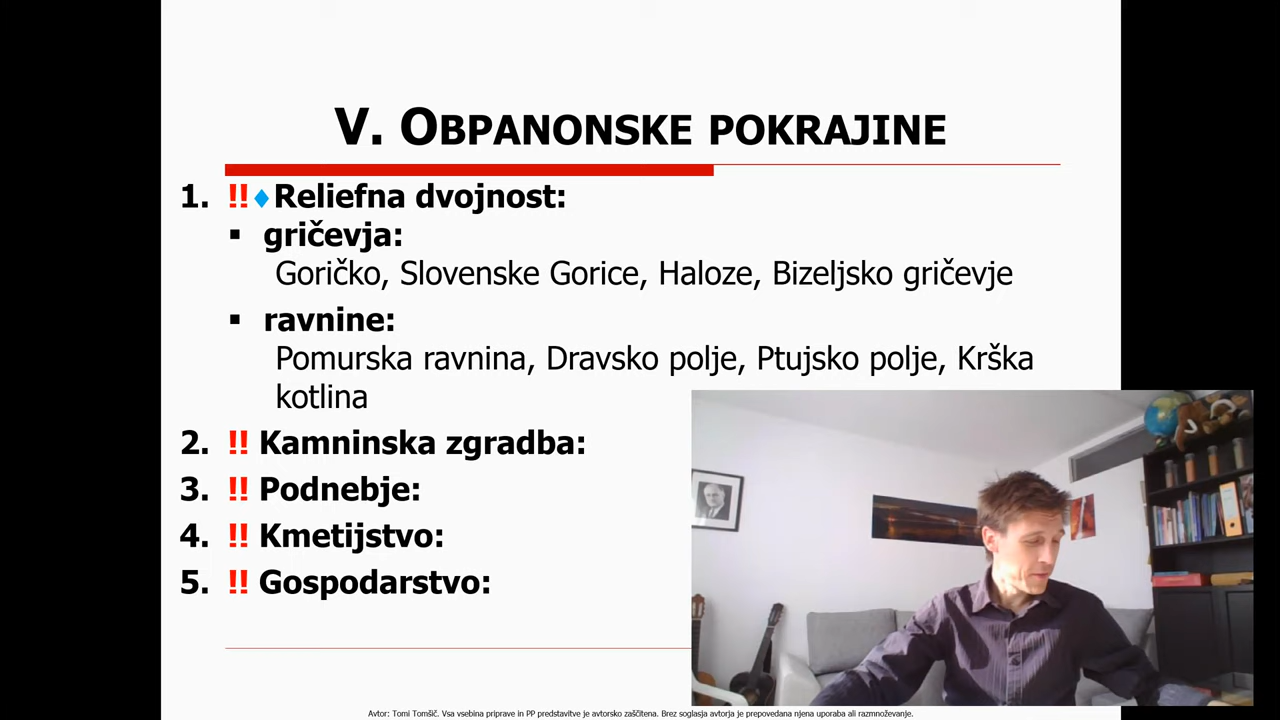 V. OBPANONSKE POKRAJINE
1. !!♦Reliefna dvojnost:
▪ gričevja:
Goričko, Slovenske Gorice, Haloze, Bizeljsko gričevje
▪ ravnine:
Pomurska ravnina, Dravsko polje, Ptujsko polje, Krška
kotlina
2. !! Kamninska zgradba:
3. !! Podnebje:
4. !! Kmetijstvo:
5. !! Gospodarstvo:
Avtor: Tomi Tomšič. Vsa vsebina priprave in PP predstavitve je avtorsko zaščitena. Brez soglasja avtorja je prepovedana njena uporaba ali razmnoževanje.